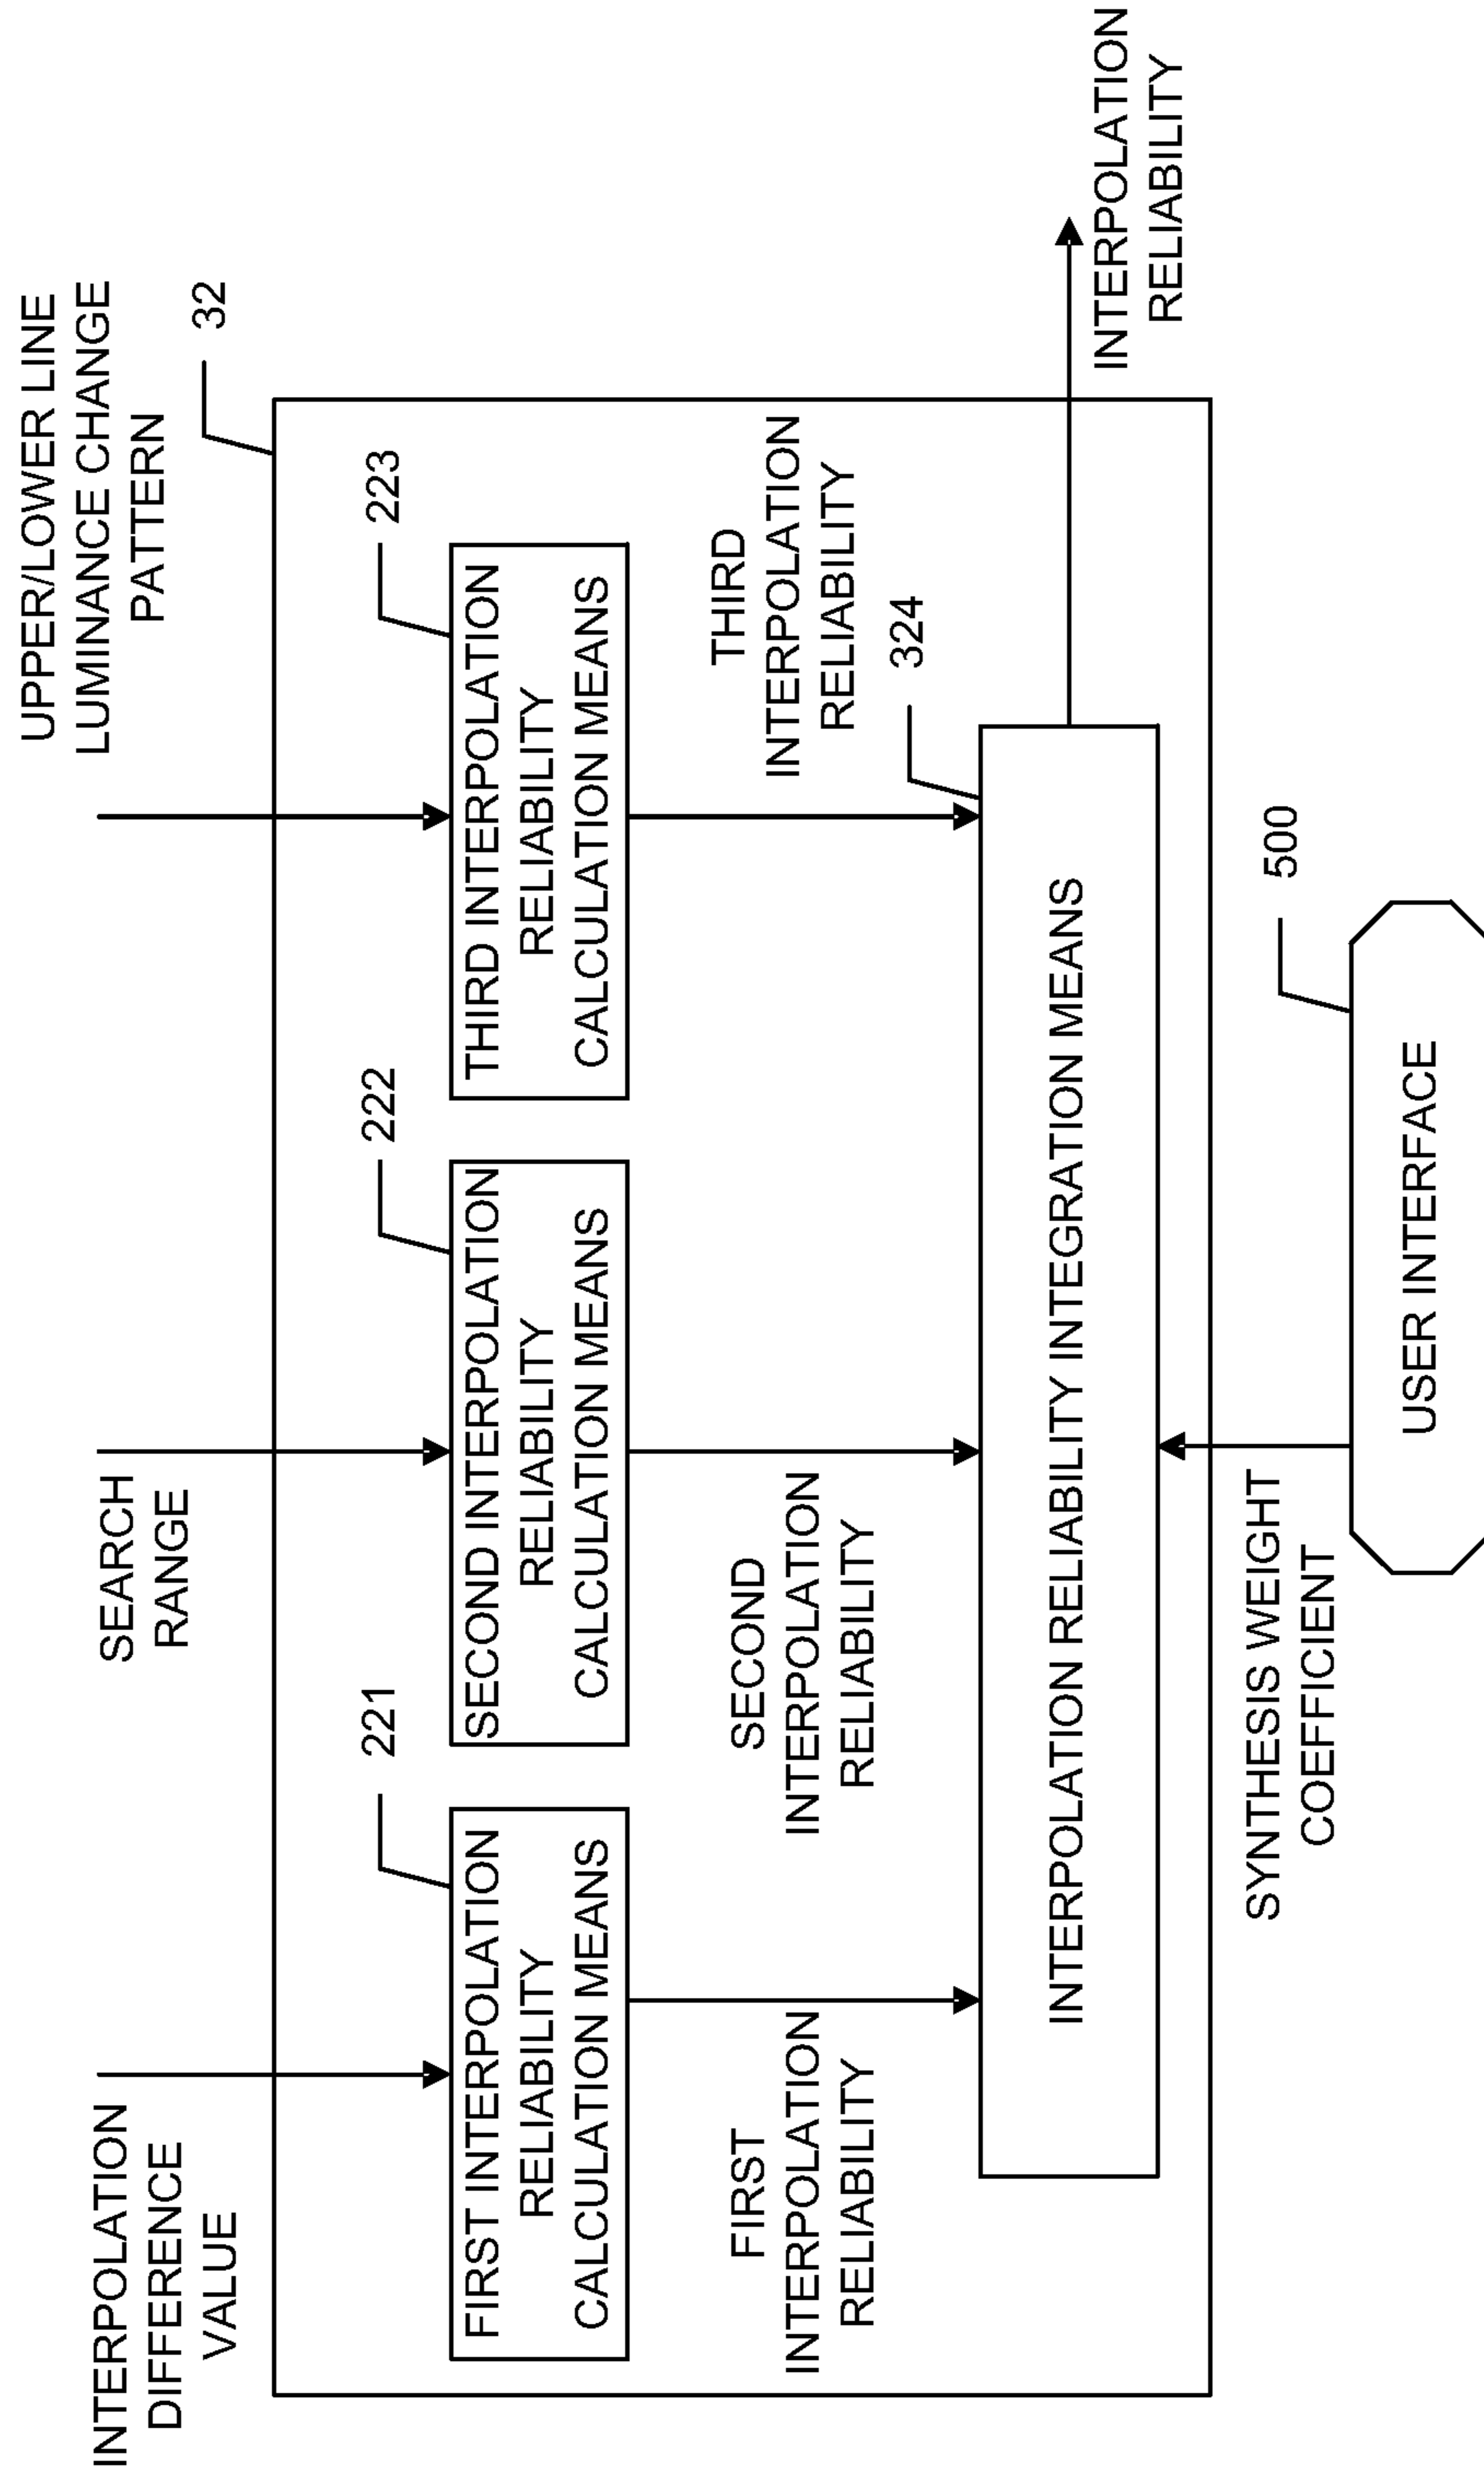 INTERPOLATION
DIFFERENCE
VALUE
SEARCH
RANGE
UPPER/LOWER LINE
LUMINANCE CHANGE
PATTERN
32
221
222
223
FIRST INTERPOLATION
RELIABILITY
CALCULATION MEANS
SECOND INTERPOLATION
RELIABILITY
CALCULATION MEANS
THIRD INTERPOLATION
RELIABILITY
CALCULATION MEANS
FIRST
INTERPOLATION
RELIABILITY
SECOND
INTERPOLATION
RELIABILITY
THIRD
INTERPOLATION
RELIABILITY
324
INTERPOLATION RELIABILITY INTEGRATION MEANS
INTERPOLATION
RELIABILITY
SYNTHESIS WEIGHT
COEFFICIENT
500
USER INTERFACE